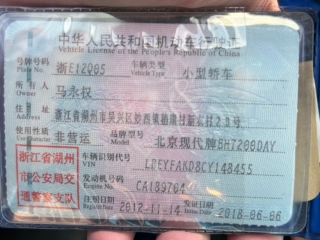 中华人民共和国机动车行驶证
Vehicle License of the People's Republic of China
号牌号码 浙E12Q05 车辆类型 小型轿车
Plate No. Vehicle Type
所有人 马永权
Owner
住址
Address
使用性质 非营运 品牌型号 北京现代牌BH7200DAY
Use Character Model
浙江省湖州
市公安局交
通警察支队
车辆识别代号
VIN
发动机号码
Engine No.
注册日期 2012-11-14 发证日期 2018-06-06
Register Date Issue Date